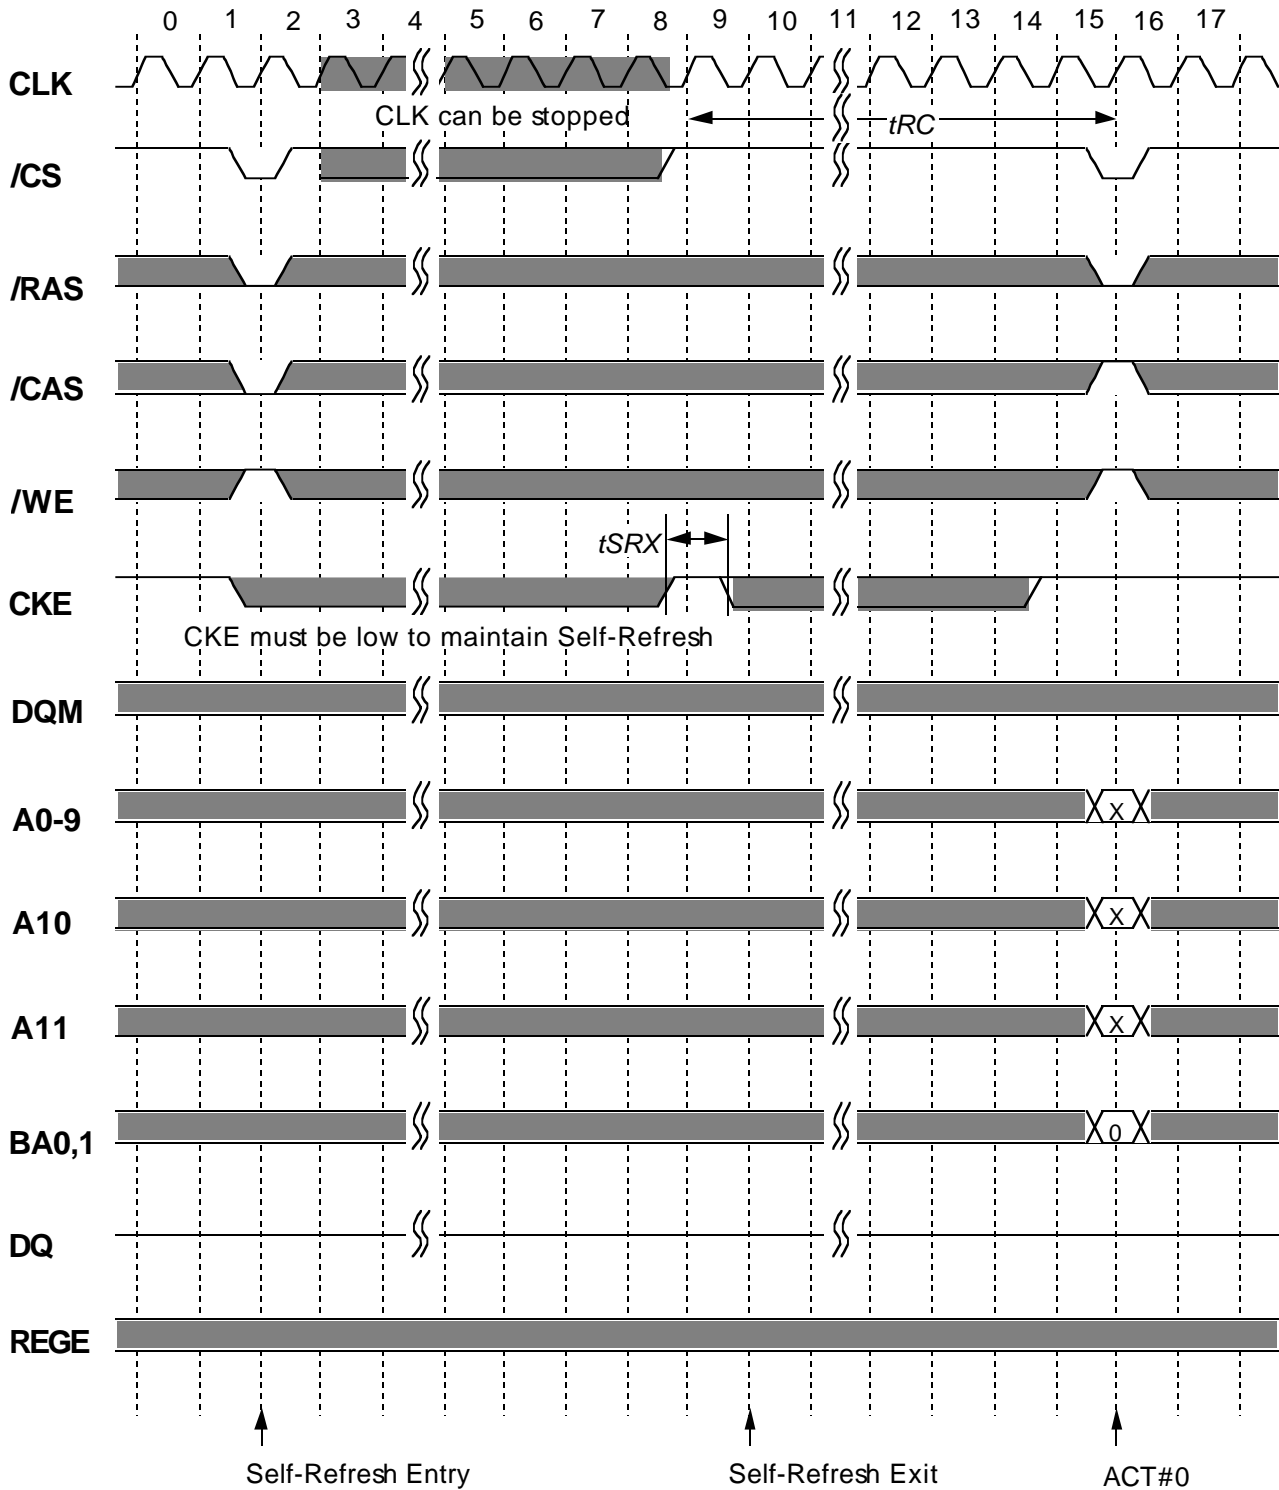 0 1 2 3 4 5 6 7 8 9 10 11 12 13 14 15 16 17
CLK
CLK can be stopped
tRC
/CS
/RAS
/CAS
/WE
tSRX
CKE
CKE must be low to maintain Self-Refresh
DQM
A0-9
X
A10
X
A11
X
BA0,1
0
DQ
REGE
Self-Refresh Entry
Self-Refresh Exit
ACT#0